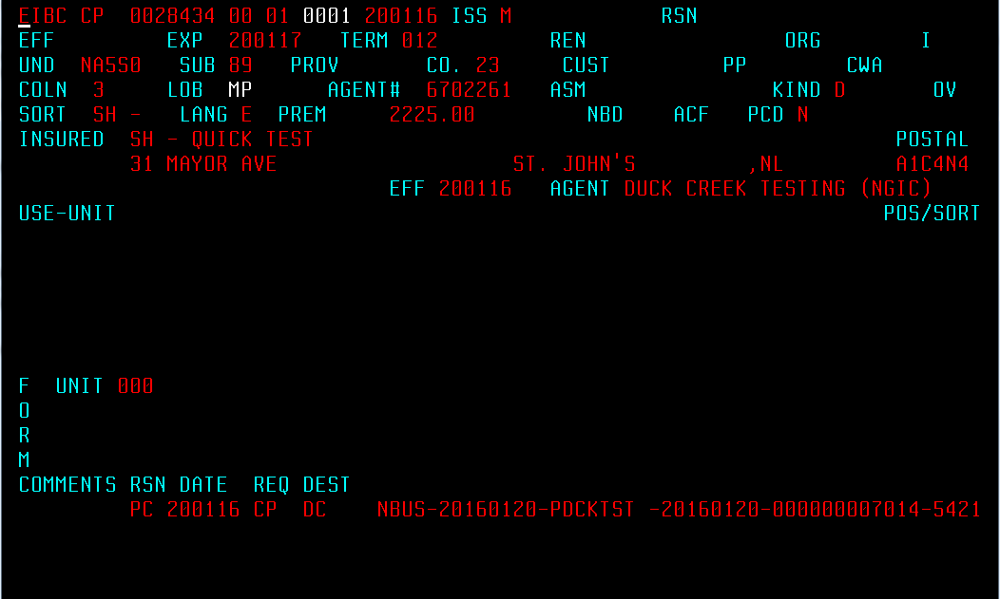 EIBC CP 0028434 00 01 0001 200116 ISS M RSN
EFF EXP 200117 TERM 012 REN ORG I
UND NA550 SUB 89 PROV CO. 23 CUST PP CWA
COLN 3 LOB MP AGENT# 6702261 ASM KIND D OV
SORT SH - LANG E PREM 2225.00 NBD ACF PCD N
INSURED SH - QUICK TEST POSTAL
31 MAYOR AVE ST. JOHN'S ,NL A1C4N4
EFF 200116 AGENT DUCK CREEK TESTING (NGIC)
USE-UNIT POS/SORT
F UNIT 000
O
R
M
COMMENTS RSN DATE REQ DEST
PC 200116 CP DC NBUS-20160120-PDCKTST -20160120-000000007014-5421